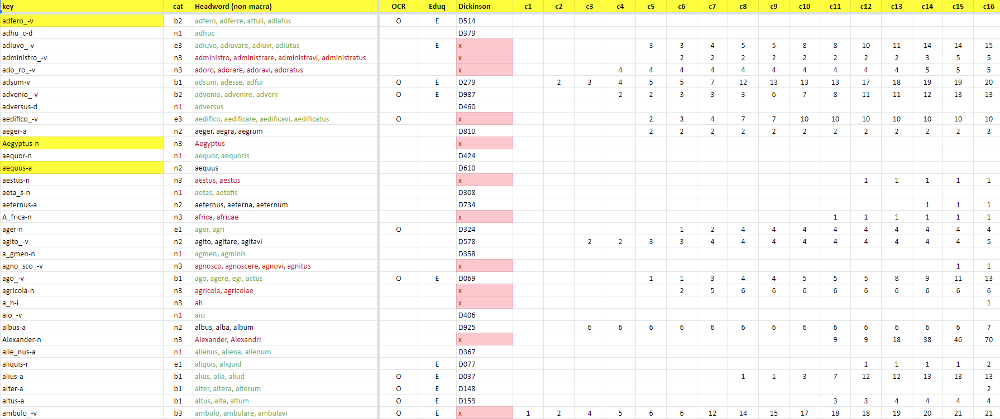 key cat Headword (non-macra) OCR Eduq Dickinson c1 c2 c3 c4 c5 c6 c7 c8 c9 c10 c11 c12 c13 c14 c15 c16
adfero_-v b2 adfero, adferre, attuli, adlatus O E D514
adhu_c-d n1 adhuc D379
adiuvo_-v e3 adiuvo, adiuvare, adiuvi, adiutus E x 3 3 4 5 5 8 8 10 11 14 14 15
administro_-v n3 administro, administrare, administravi, administratus x 2 2 2 2 2 2 2 2 3 5 5
ado_ro_-v n3 adoro, adorare, adoravi, adoratus x 4 4 4 4 4 4 4 4 4 4 5 5 5
adsum-v b1 adsum, adesse, adfui O E D279 2 3 4 5 5 7 12 13 13 13 17 18 19 19 20
advenio_-v b2 advenio, advenire, adveni O E D987 2 2 3 3 3 6 7 8 11 11 12 13 13
adversus-d n1 adversus D460
aedifico_-v e3 aedifico, aedificare, aedificavi, aedificatus O x 2 3 4 7 7 10 10 10 10 10 10 10
aeger-a n2 aeger, aegra, aegrum D810 2 2 2 2 2 2 2 2 2 2 2 3
Aegyptus-n n3 Aegyptus x
aequor-n n1 aequor, aequoris D424
aequus-a n2 aequus D610
aestus-n n3 aestus, aestus x 1 1 1 1 1
aeta_s-n n1 aetas, aetatis D308
aeternus-a n2 aeternus, aeterna, aeternum D734 1 1 1
A_frica-n n3 africa, africae x 1 1 1 1 1 1
ager-n e1 ager, agri O D324 1 2 4 4 4 4 4 4 4 4 4
agito_-v n2 agito, agitare, agitavi D578 2 2 3 3 4 4 4 4 4 4 4 4 4 5
a_gmen-n n1 agmen, agminis D358
agno_sco_-v n3 agnosco, agnoscere, agnovi, agnitus x 1 1
ago_-v b1 ago, agere, egi, actus O E D069 1 1 3 4 4 5 5 5 8 9 11 13
agricola-n n3 agricola, agricolae x 2 5 6 6 6 6 6 6 6 6 6
a_h-i n3 ah x 1
aio_-v n1 aio D406
albus-a n2 albus, alba, album D925 6 6 6 6 6 6 6 6 6 6 6 6 6 7
Alexander-n n3 Alexander, Alexandri x 9 9 18 38 46 70
alie_nus-a n1 alienus, aliena, alienum D367
aliquis-r e1 aliquis, aliquid E D077 1 1 1 1 2
alius-a b1 alius, alia, aliud O E D037 1 1 3 7 12 12 13 13 13
alter-a b1 alter, altera, alterum O E D148 2
altus-a b1 altus, alta, altum O E D159 3 3 4 4 4 4
ambulo_-v b3 ambulo, ambulare, ambulavi O E x 1 2 4 5 6 6 12 14 15 17 18 18 19 20 21 21